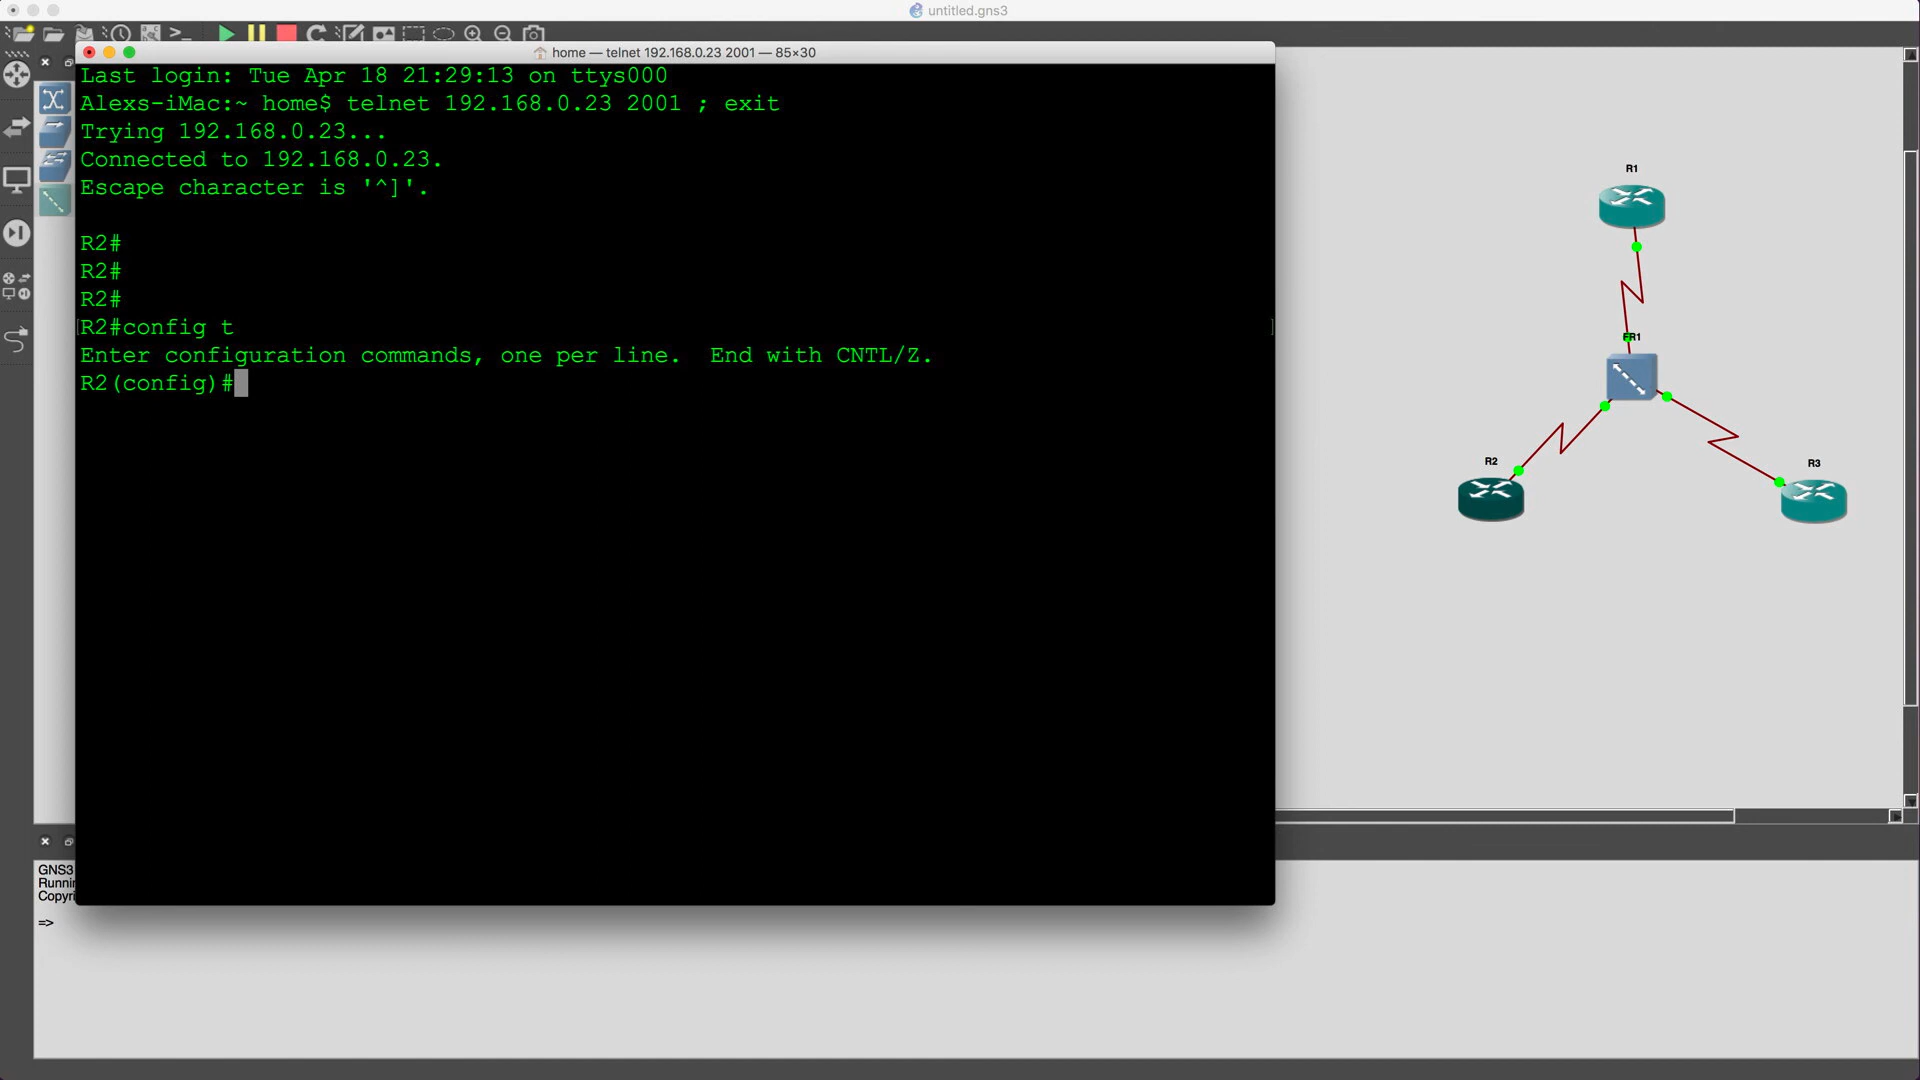 untitled.gns3
home — telnet 192.168.0.23 2001 — 85×30
Last login: Tue Apr 18 21:29:13 on ttys000
Alexs-iMac:~ home$ telnet 192.168.0.23 2001 ; exit
Trying 192.168.0.23...
Connected to 192.168.0.23.
Escape character is '^]'.
R2#
R2#
R2#
R2#config t
Enter configuration commands, one per line.  End with CNTL/Z.
R2(config)#
R1
FR1
R2
R3
GNS3
=>